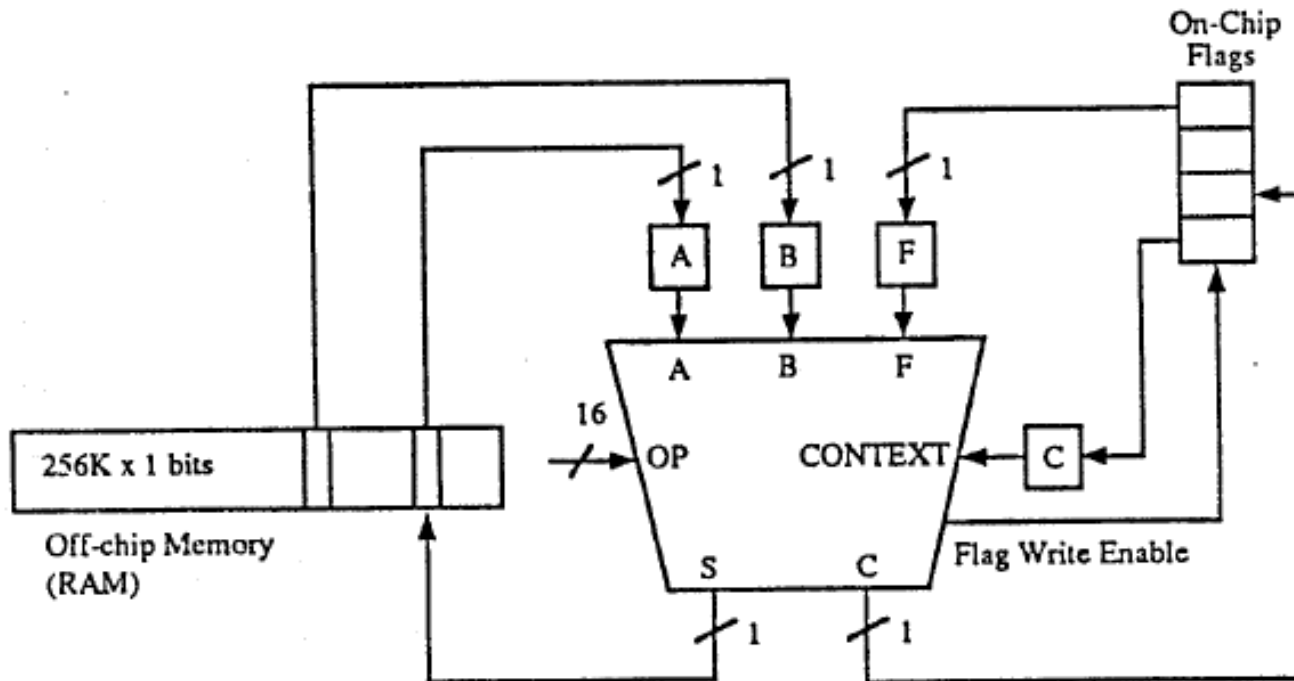 On-Chip
Flags
1
1
1
A
B
F
A
B
F
16
OP
CONTEXT
C
256K x 1 bits
Off-chip Memory
(RAM)
Flag Write Enable
S
C
1
1